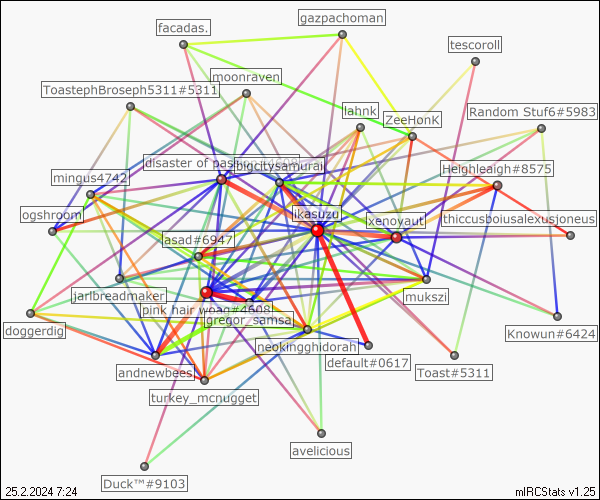 gazpachoman
facadas.
tescoroll
moonraven
ToastephBroseph5311#5311
lahnk
ZeeHonK
Random Stuf6#5983
disaster of pas
bigcitysamurai
Heighleigh#8575
mingus4742
ikasuzu
ogshroom
xenoyaut
thiccusboiusalexusjoneus
asad#6947
jarlbreadmaker
mukszi
pink hair woag#4608
gregor_samsa
doggerdig
Knowun#6424
neokingghidorah
default#0617
andnewbees
Toast#5311
turkey_mcnugget
avelicious
Duck™#9103
25.2.2024 7:24
mIRCStats v1.25